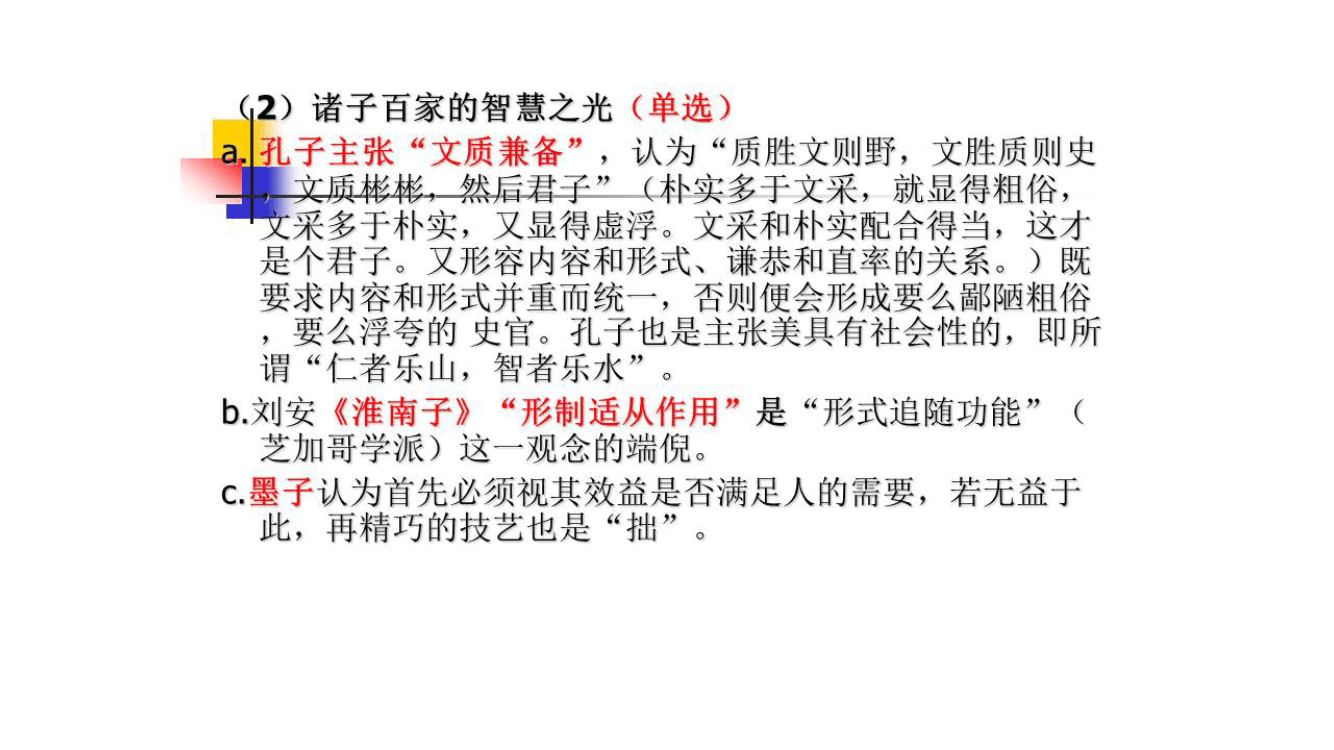 （2）诸子百家的智慧之光（单选）
a. 孔子主张“文质兼备”，认为“质胜文则野，文胜质则史
，文质彬彬，然后君子”（朴实多于文采，就显得粗俗，
文采多于朴实，又显得虚浮。文采和朴实配合得当，这才
是个君子。又形容内容和形式、谦恭和直率的关系。）既
要求内容和形式并重而统一，否则便会形成要么鄙陋粗俗
，要么浮夸的 史官。孔子也是主张美具有社会性的，即所
谓“仁者乐山，智者乐水”。
b.刘安《淮南子》“形制适从作用”是“形式追随功能”（
芝加哥学派）这一观念的端倪。
c.墨子认为首先必须视其效益是否满足人的需要，若无益于
此，再精巧的技艺也是“拙”。